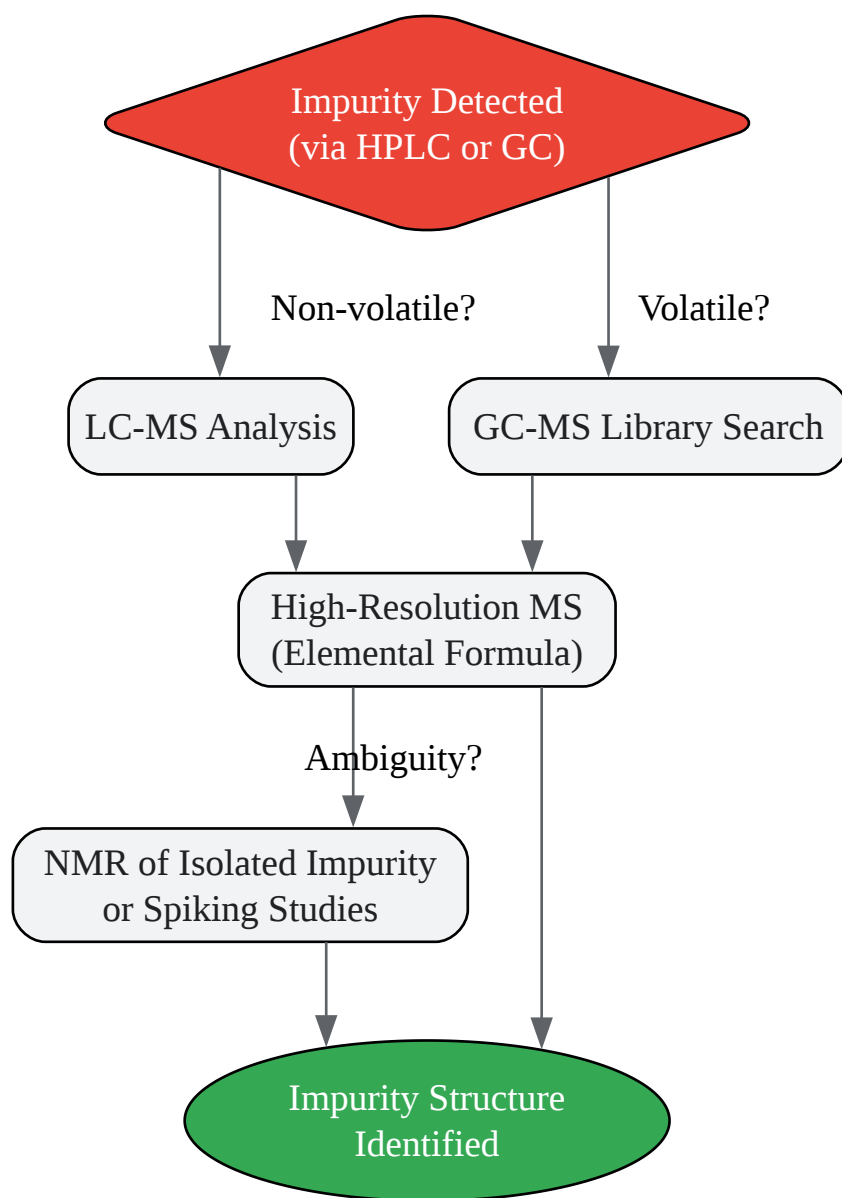 Impurity Detected
(via HPLC or GC)
Non-volatile?
Volatile?
LC-MS Analysis
GC-MS Library Search
High-Resolution MS
(Elemental Formula)
Ambiguity?
NMR of Isolated Impurity
or Spiking Studies
Impurity Structure
Identified